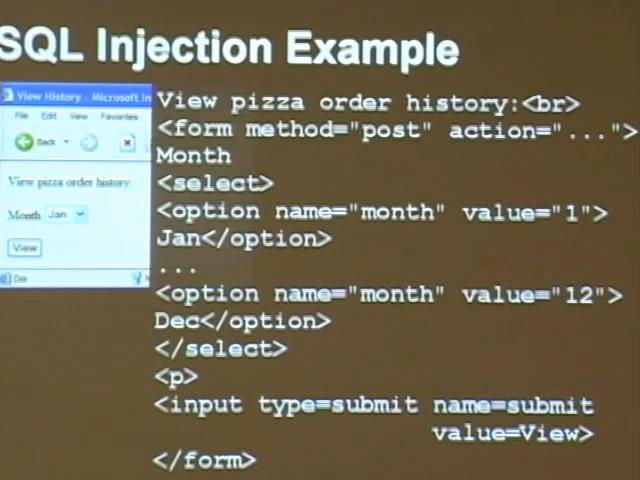 SQL Injection Example
View History - Microsoft In
File Edit View Favorites
Back
View pizza order history:
Month Jan
View
View pizza order history:<br>
<form method="post" action="...">
Month
<select>
<option name="month" value="1">
Jan</option>
...
<option name="month" value="12">
Dec</option>
</select>
<p>
<input type=submit name=submit
value=View>
</form>